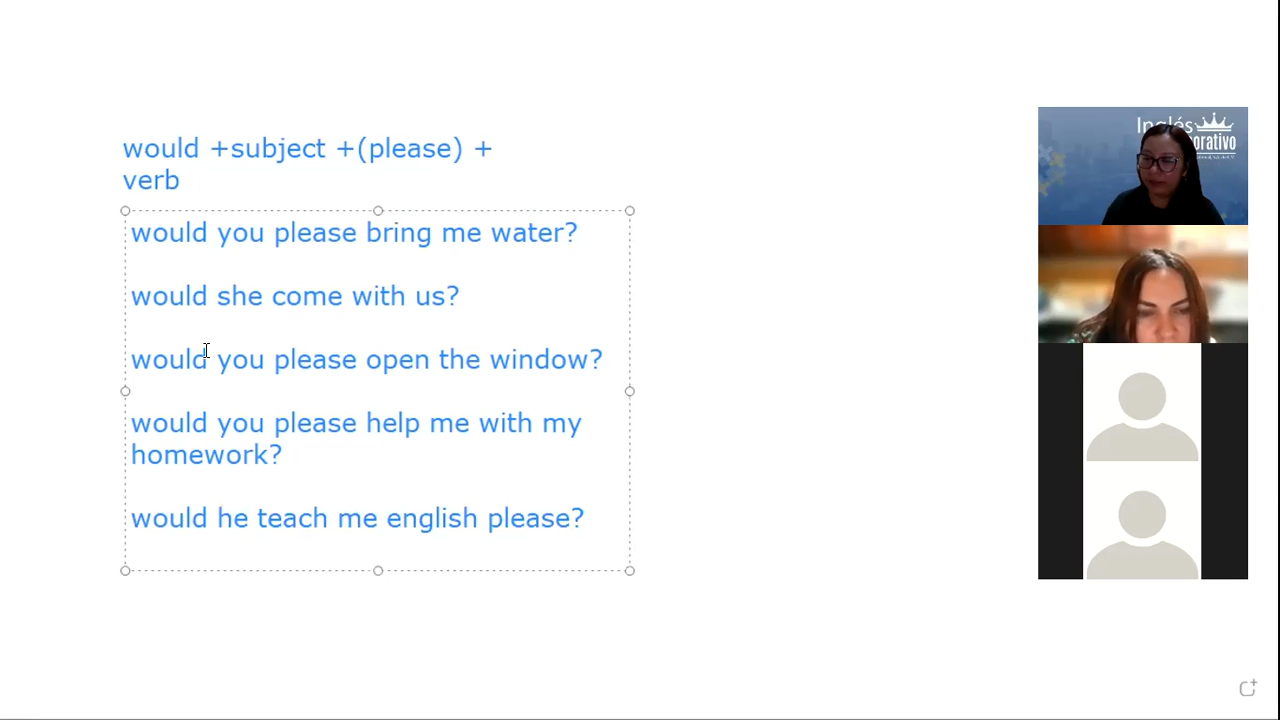 would +subject +(please) +
verb
would you please bring me water?
would she come with us?
would you please open the window?
would you please help me with my
homework?
would he teach me english please?
Inglés